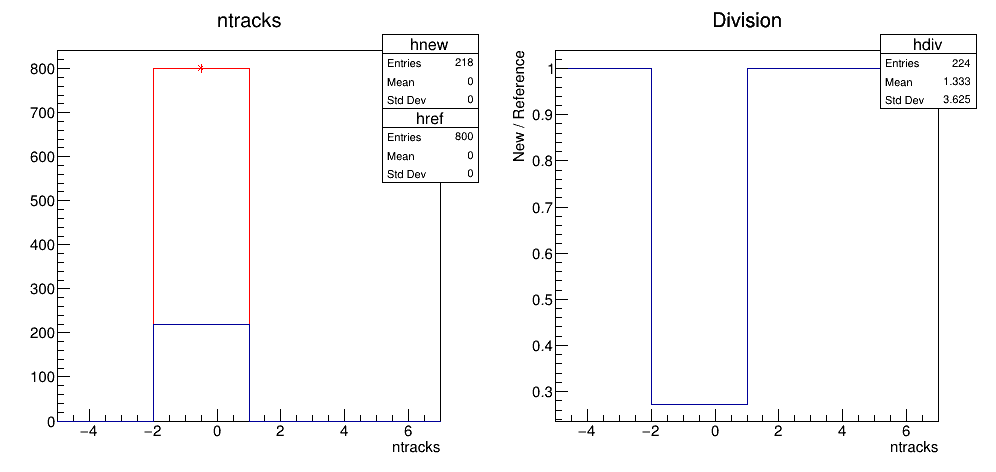 ntracks
hnew
Entries 218
Mean 0
Std Dev 0
href
Entries 800
Mean 0
Std Dev 0
800
700
600
500
400
300
200
100
0
−4 −2 0 2 4 6
ntracks
Division
hdiv
Entries 224
Mean 1.333
Std Dev 3.625
New / Reference
1
0.9
0.8
0.7
0.6
0.5
0.4
0.3
−4 −2 0 2 4 6
ntracks